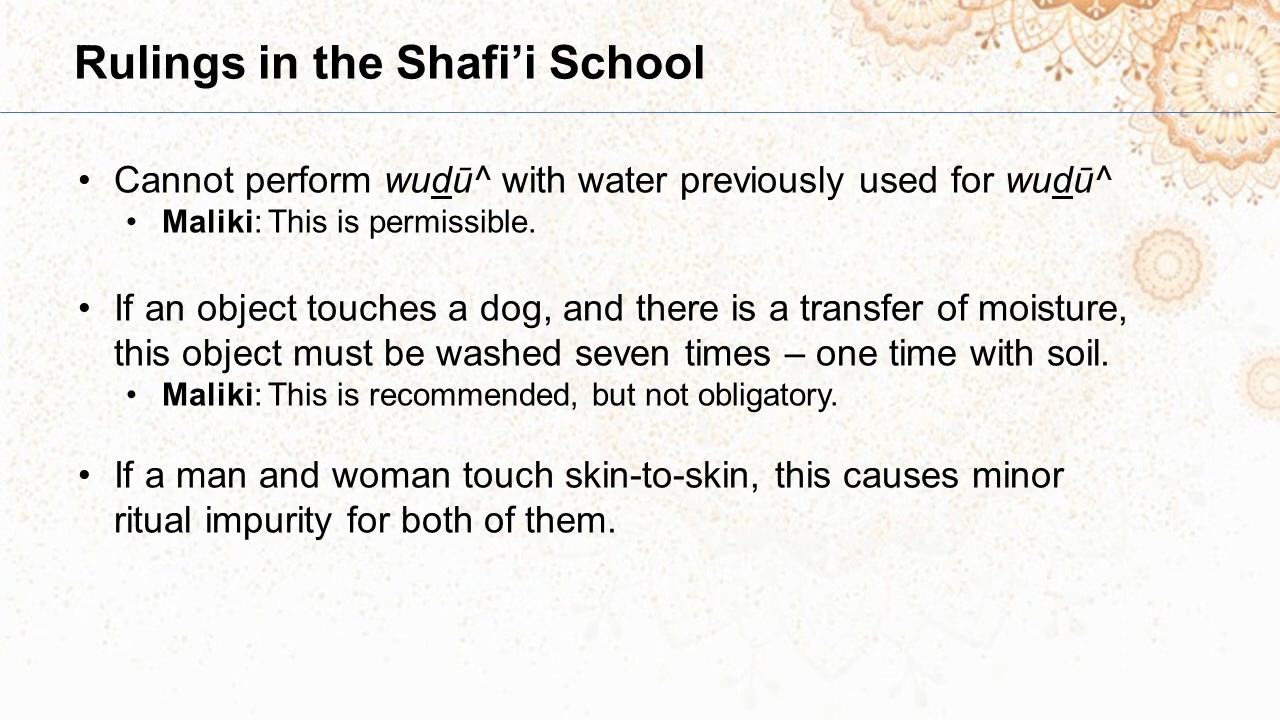 Rulings in the Shafi’i School
• Cannot perform wuḏū^ with water previously used for wuḏū^
• Maliki: This is permissible.
• If an object touches a dog, and there is a transfer of moisture,
this object must be washed seven times – one time with soil.
• Maliki: This is recommended, but not obligatory.
• If a man and woman touch skin-to-skin, this causes minor
ritual impurity for both of them.